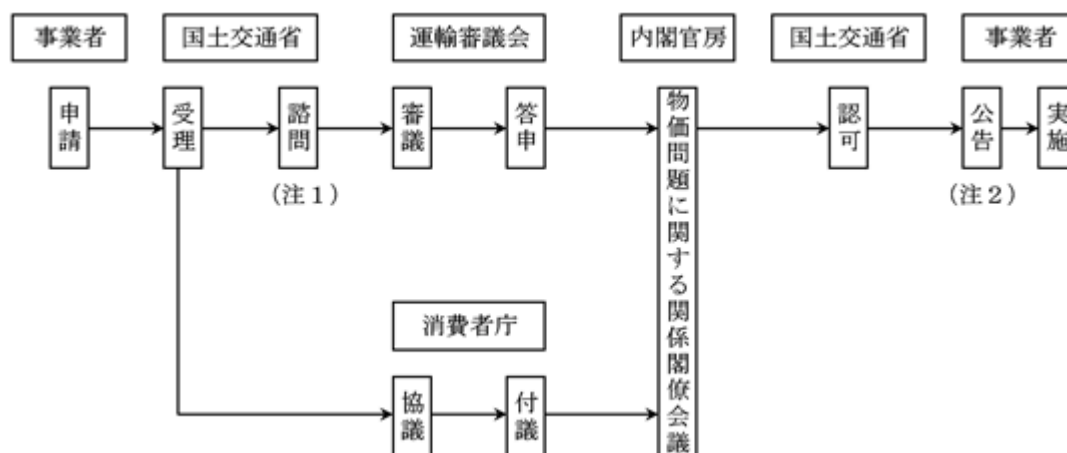 事業者
国土交通省
運輸審議会
内閣官房
国土交通省
事業者
申請
受理
諮問
審議
答申
物価問題に関する関係閣僚会議
認可
公告
実施
(注1)
(注2)
消費者庁
協議
付議